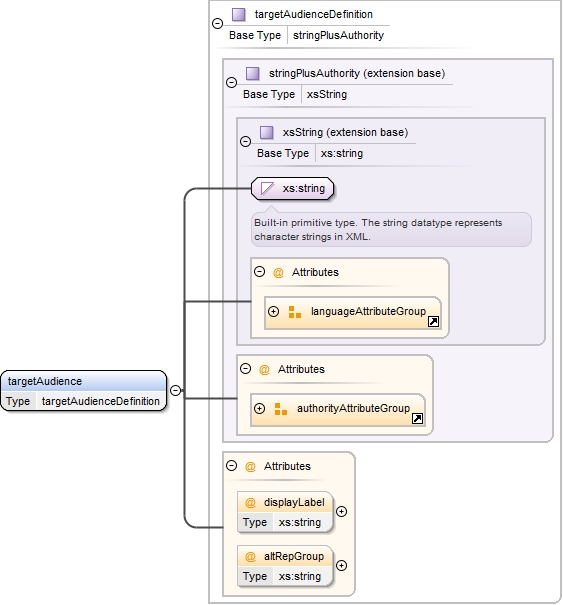 targetAudienceDefinition
Base Type stringPlusAuthority
stringPlusAuthority (extension base)
Base Type xsString
xsString (extension base)
Base Type xs:string
xs:string
Built-in primitive type. The string datatype represents
character strings in XML.
@ Attributes
languageAttributeGroup
@ Attributes
authorityAttributeGroup
targetAudience
Type targetAudienceDefinition
@ Attributes
@ displayLabel
Type xs:string
@ altRepGroup
Type xs:string